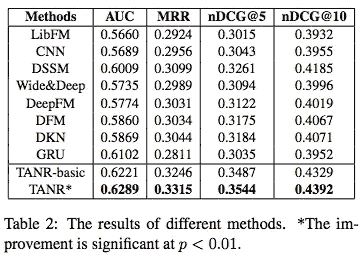 Methods AUC MRR nDCG@5 nDCG@10
LibFM 0.5660 0.2924 0.3015 0.3932
CNN 0.5689 0.2956 0.3043 0.3955
DSSM 0.6009 0.3099 0.3261 0.4185
Wide&Deep 0.5735 0.2989 0.3094 0.3996
DeepFM 0.5774 0.3031 0.3122 0.4019
DFM 0.5860 0.3034 0.3175 0.4067
DKN 0.5869 0.3044 0.3184 0.4071
GRU 0.6102 0.2811 0.3035 0.3952
TANR-basic 0.6221 0.3246 0.3487 0.4329
TANR* 0.6289 0.3315 0.3544 0.4392
Table 2: The results of different methods. *The im-
provement is significant at p < 0.01.